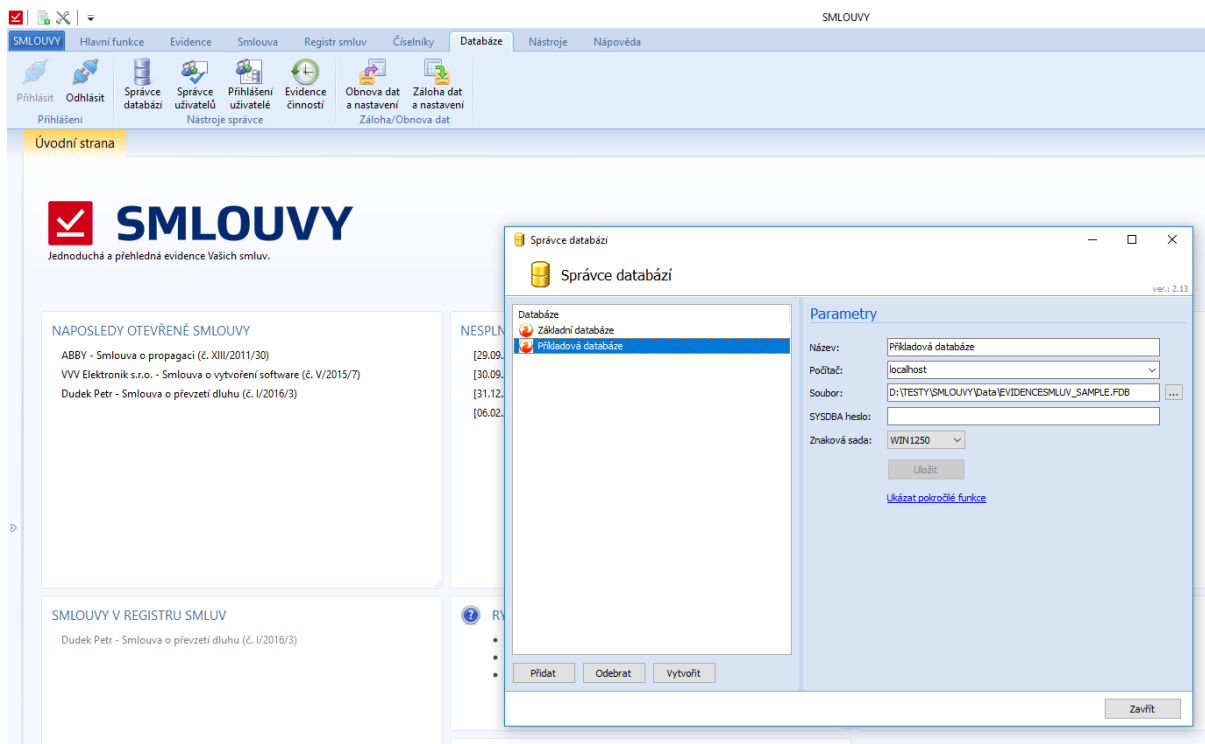 SMLOUVY
SMLOUVY Hlavní funkce Evidence Smlouva Registr smluv Číselníky Databáze Nástroje Nápověda
Přihlásit Odhlásit Správce databází Správce uživatelů Přihlášení uživatelé Evidence činností Obnova dat a nastavení Záloha dat a nastavení
Přihlášení Nástroje správce Záloha/Obnova dat
Úvodní strana
SMLOUVY
Jednoduchá a přehledná evidence Vašich smluv.
NAPOSLEDY OTEVŘENÉ SMLOUVY
ABBY - Smlouva o propagaci (č. XIII/2011/30)
VVV Elektronik s.r.o. - Smlouva o vytvoření software (č. V/2015/7)
Dudek Petr - Smlouva o převzetí dluhu (č. I/2016/3)
NESPLN
[29.09.
[30.09.
[31.12.
[06.02.
SMLOUVY V REGISTRU SMLUV
Dudek Petr - Smlouva o převzetí dluhu (č. I/2016/3)
RY
Správce databází
Správce databází
ver.: 2.13
Databáze
Základní databáze
Příkladová databáze
Přidat Odebrat Vytvořit
Parametry
Název: Příkladová databáze
Počítač: localhost
Soubor: D:\TESTY\SMLOUVY\Data\EVIDENCESMLUV_SAMPLE.FDB ...
SYSDBA heslo:
Znaková sada: WIN1250
Uložit
Ukázat pokročilé funkce
Zavřít